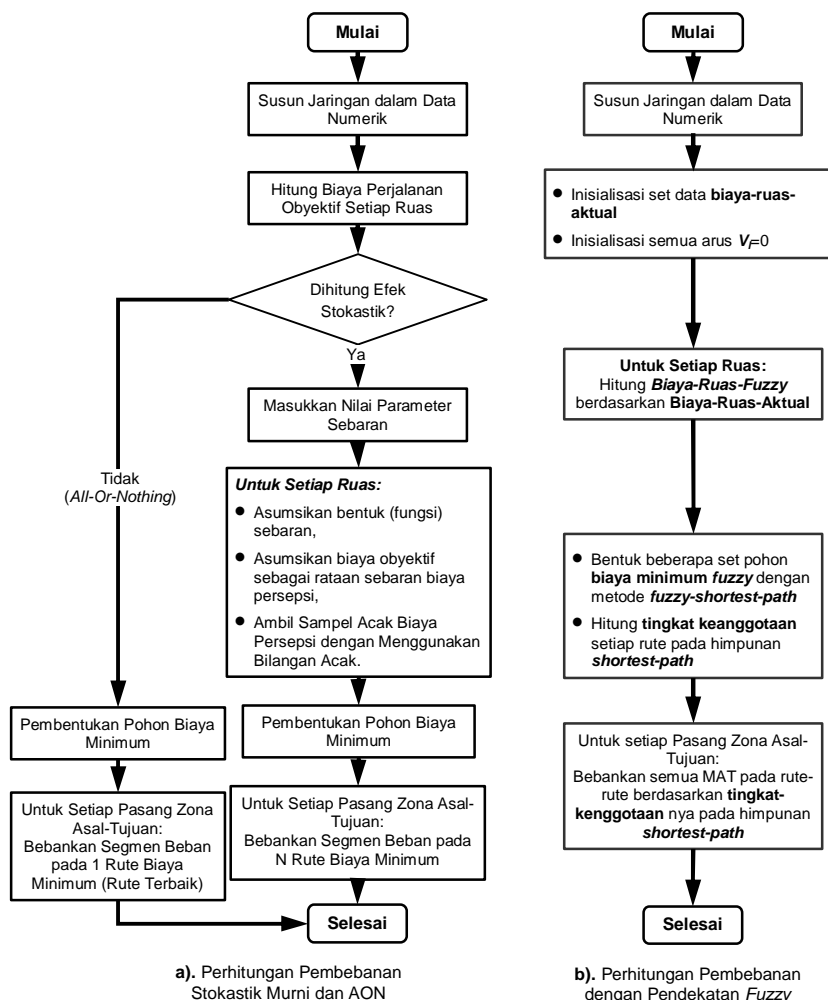 Mulai
Susun Jaringan dalam Data
Numerik
Hitung Biaya Perjalanan
Obyektif Setiap Ruas
Dihitung Efek
Stokastik?
Ya
Tidak
(All-Or-Nothing)
Masukkan Nilai Parameter
Sebaran
Untuk Setiap Ruas:
● Asumsikan bentuk (fungsi)
sebaran,
● Asumsikan biaya obyektif
sebagai rataan sebaran biaya
persepsi,
● Ambil Sampel Acak Biaya
Persepsi dengan Menggunakan
Bilangan Acak.
Pembentukan Pohon Biaya
Minimum
Pembentukan Pohon Biaya
Minimum
Untuk Setiap Pasang Zona
Asal-Tujuan:
Bebankan Segmen Beban
pada 1 Rute Biaya
Minimum (Rute Terbaik)
Untuk Setiap Pasang Zona Asal-
Tujuan:
Bebankan Segmen Beban pada
N Rute Biaya Minimum
Selesai
a). Perhitungan Pembebanan
Stokastik Murni dan AON
Mulai
Susun Jaringan dalam Data
Numerik
● Inisialisasi set data biaya-ruas-
aktual
● Inisialisasi semua arus Vl=0
Untuk Setiap Ruas:
Hitung Biaya-Ruas-Fuzzy
berdasarkan Biaya-Ruas-Aktual
● Bentuk beberapa set pohon
biaya minimum fuzzy dengan
metode fuzzy-shortest-path
● Hitung tingkat keanggotaan
setiap rute pada himpunan
shortest-path
Untuk setiap Pasang Zona Asal-
Tujuan:
Bebankan semua MAT pada rute-
rute berdasarkan tingkat-
kenggotaan nya pada himpunan
shortest-path
Selesai
b). Perhitungan Pembebanan
dengan Pendekatan Fuzzy